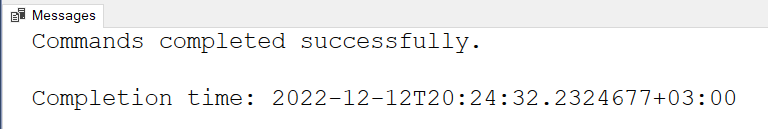 Messages
Commands completed successfully.
Completion time: 2022-12-12T20:24:32.2324677+03:00